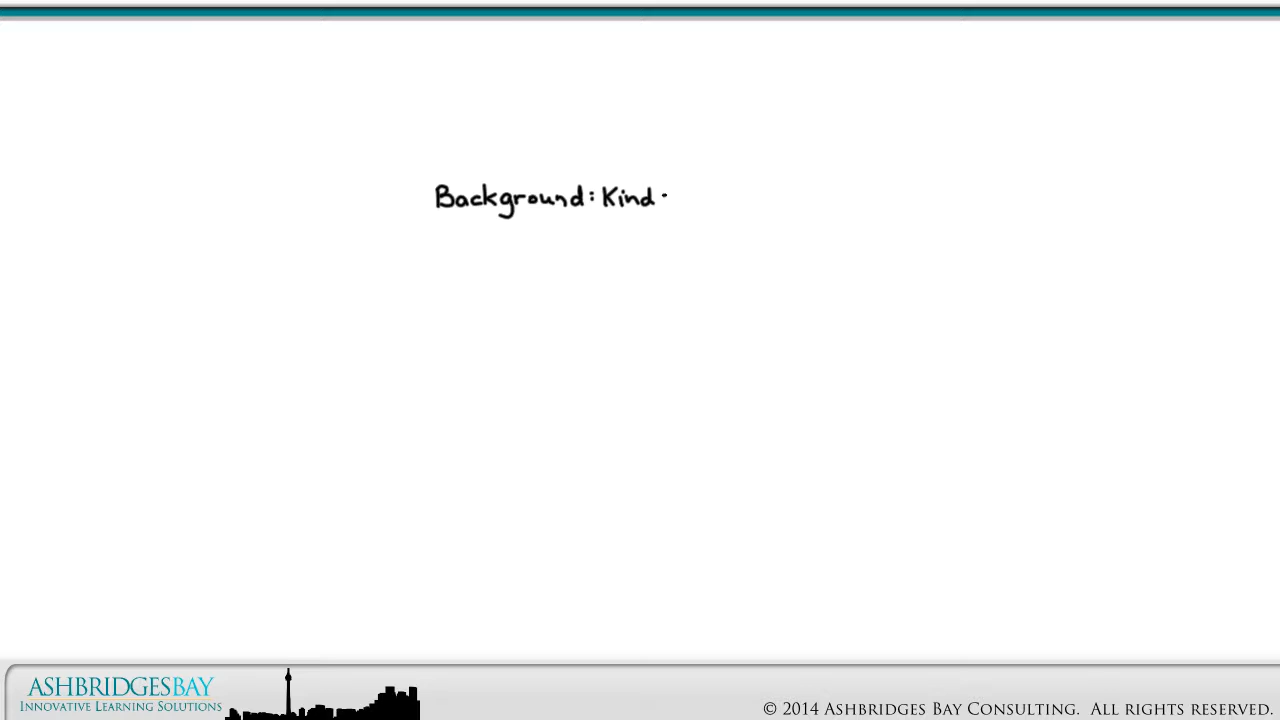 Background: Kind
ASHBRIDGESBAY
INNOVATIVE LEARNING SOLUTIONS
© 2014 ASHBRIDGES BAY CONSULTING. ALL RIGHTS RESERVED.